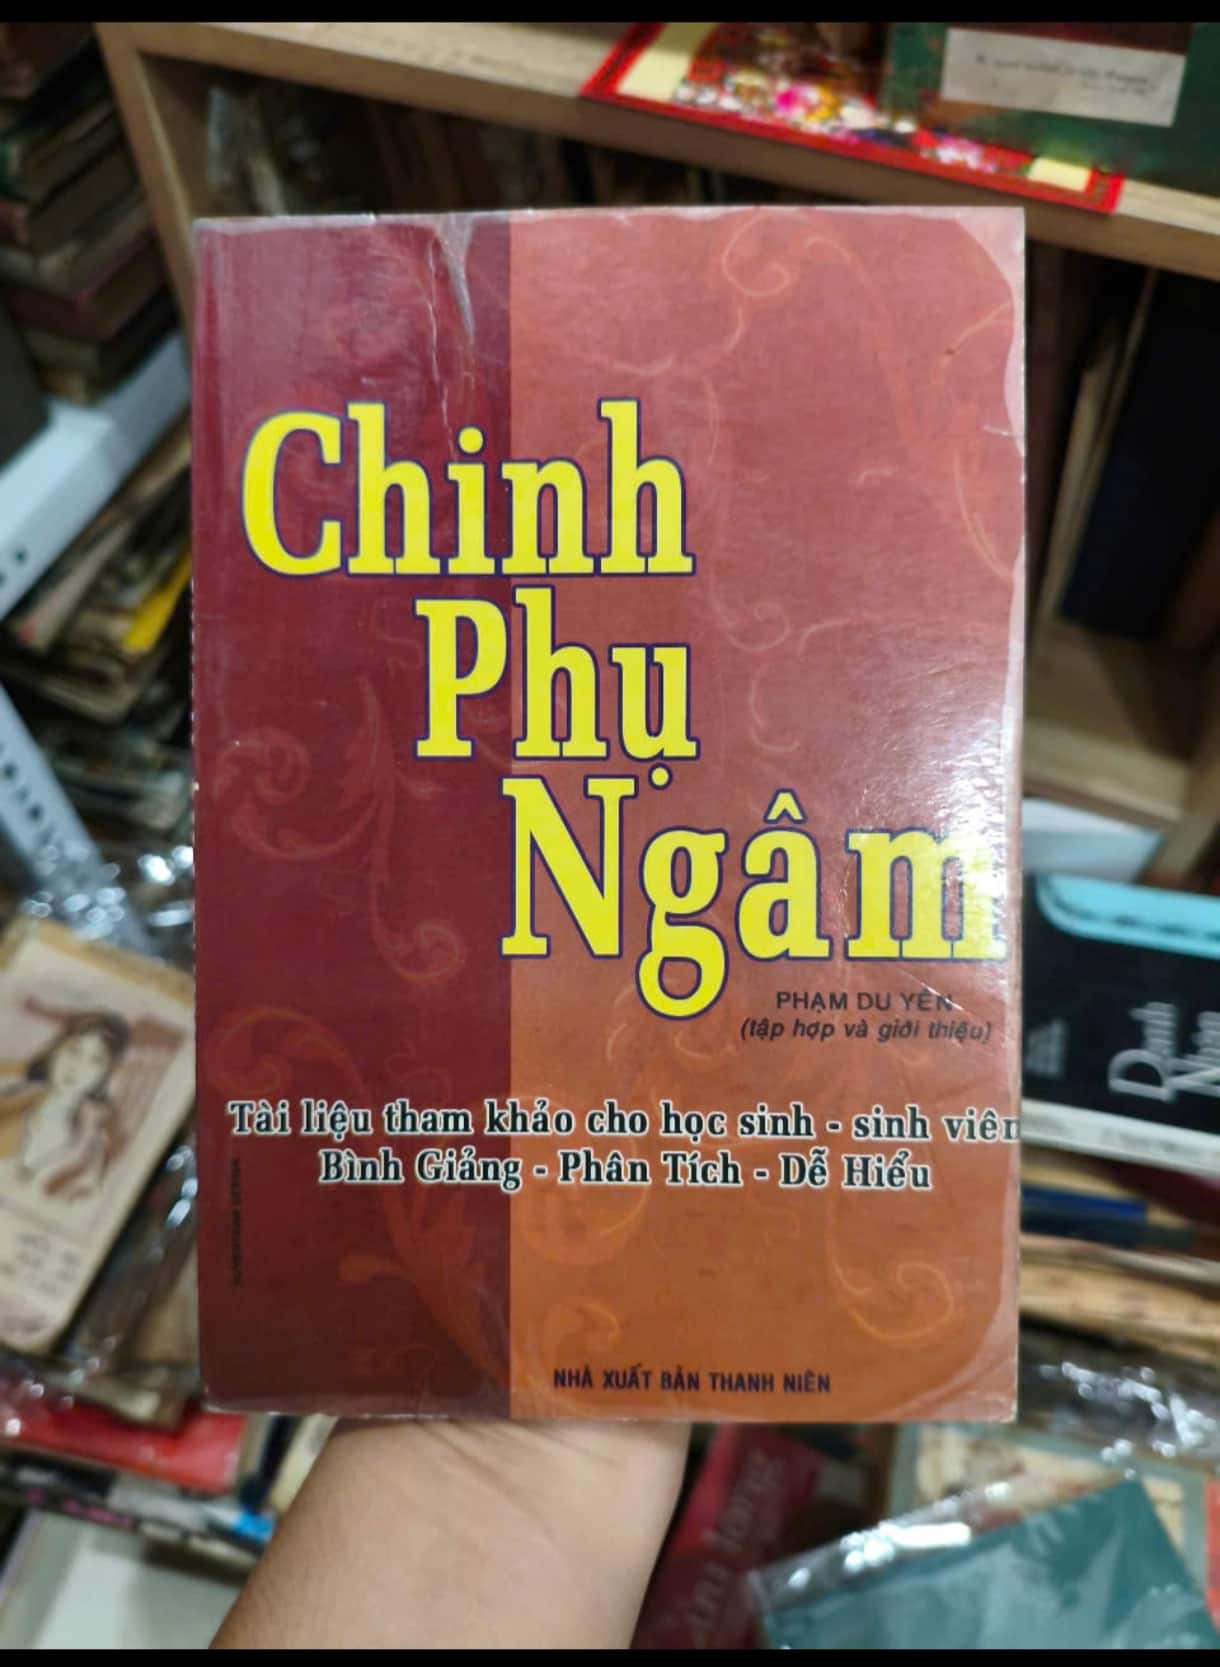 Chinh
Phụ
Ngâm
PHẠM DU YÊN
(tập hợp và giới thiệu)
Tài liệu tham khảo cho học sinh - sinh viên
Bình Giảng - Phân Tích - Dễ Hiểu
NHÀ XUẤT BẢN THANH NIÊN
Danh